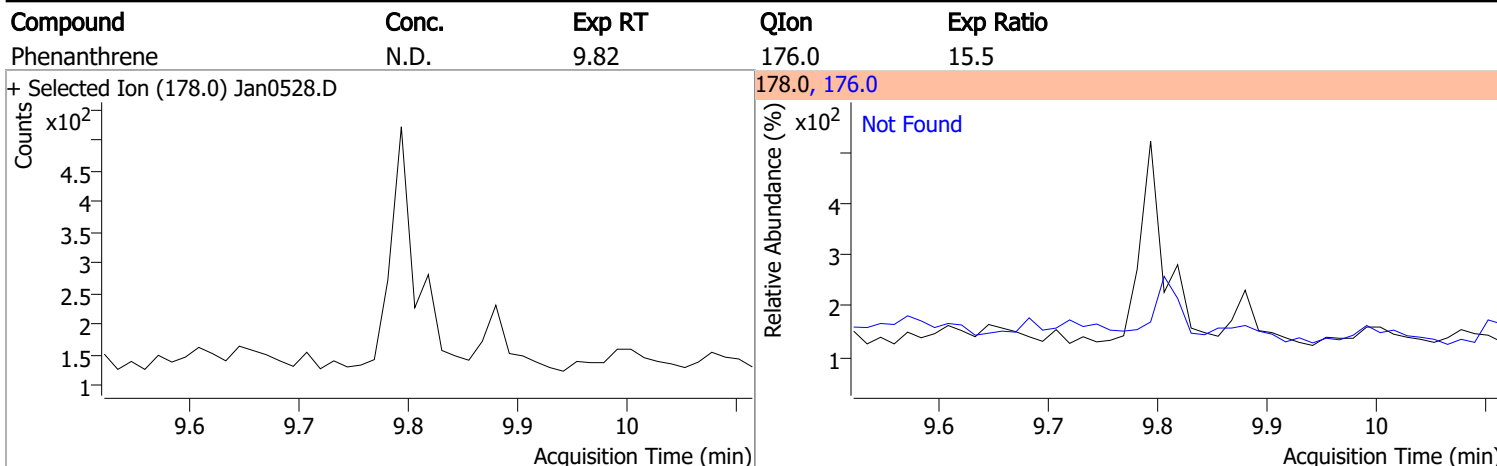 Compound Conc. Exp RT QIon Exp Ratio
Phenanthrene N.D. 9.82 176.0 15.5
+ Selected Ion (178.0) Jan0528.D
Counts
x10²
4.5
4
3.5
3
2.5
2
1.5
1
9.6 9.7 9.8 9.9 10
Acquisition Time (min)
178.0, 176.0
Relative Abundance (%)
x10²
Not Found
4
3
2
1
9.6 9.7 9.8 9.9 10
Acquisition Time (min)